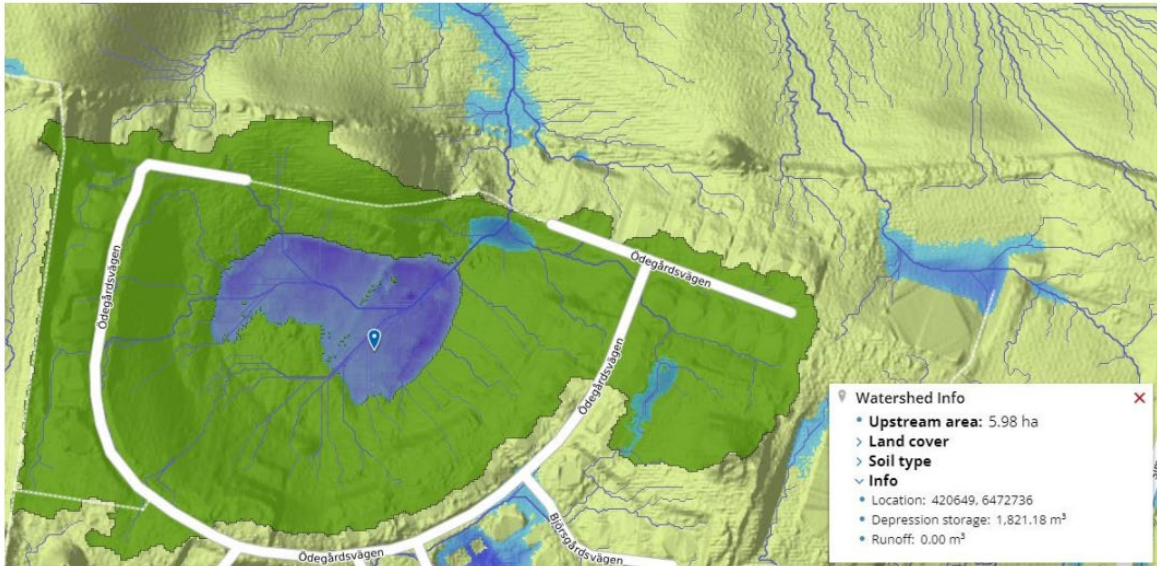 Ödegårdsvägen
Ödegårdsvägen
Ödegårdsvägen
Ödegårdsvägen
Björsgårdsvägen
Watershed Info
Upstream area: 5.98 ha
Land cover
Soil type
Info
Location: 420649, 6472736
Depression storage: 1,821.18 m³
Runoff: 0.00 m³